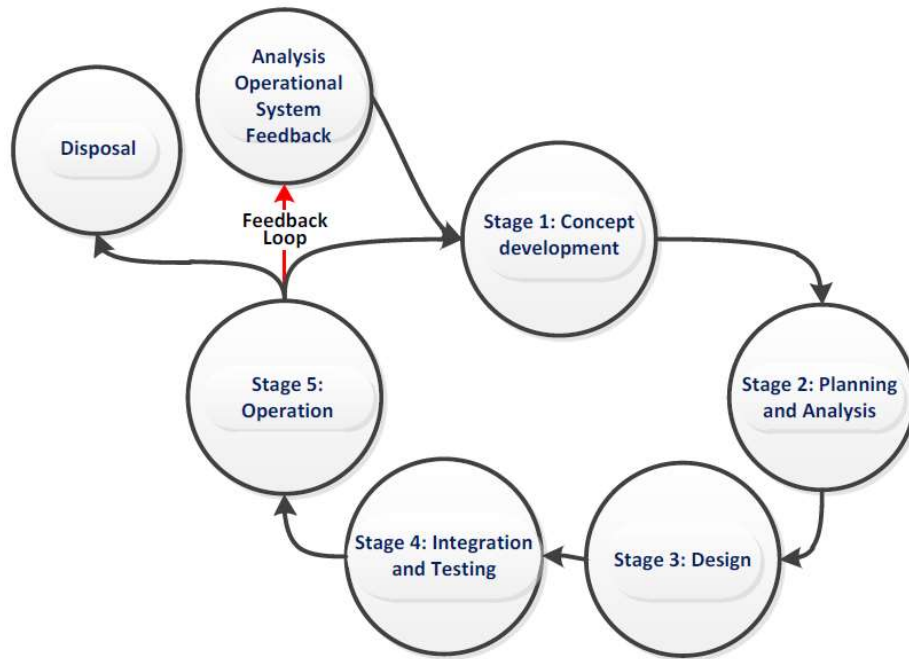 Analysis
Operational
System
Feedback
Disposal
Feedback
Loop
Stage 1: Concept
development
Stage 2: Planning
and Analysis
Stage 3: Design
Stage 4: Integration
and Testing
Stage 5:
Operation